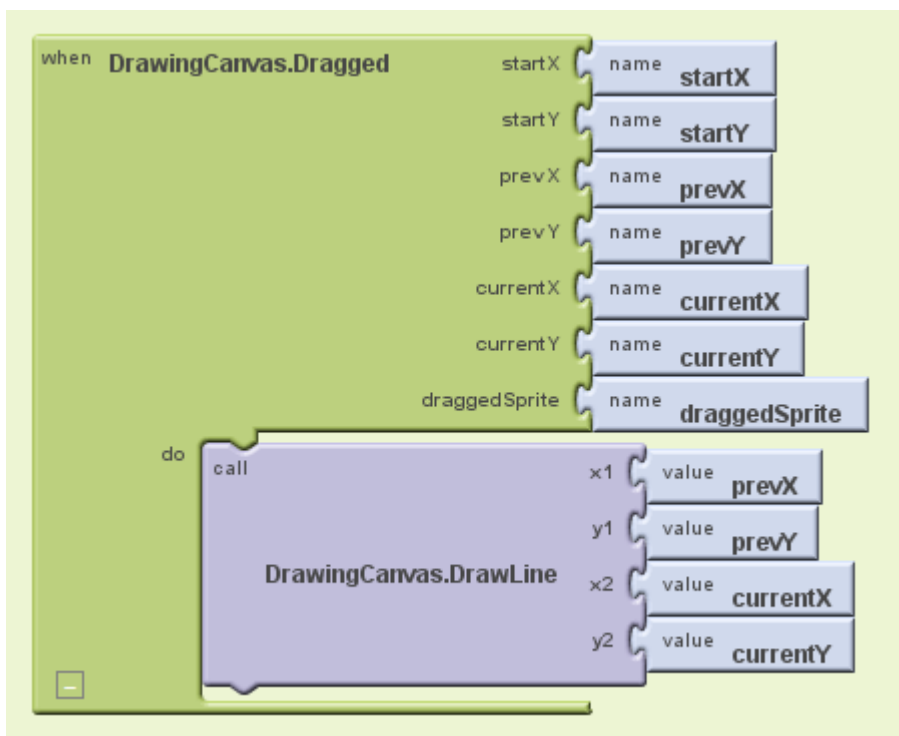 when DrawingCanvas.Dragged startX name startX
startY name startY
prevX name prevX
prevY name prevY
currentX name currentX
currentY name currentY
draggedSprite name draggedSprite
do call x1 value prevX
y1 value prevY
DrawingCanvas.DrawLine x2 value currentX
y2 value currentY